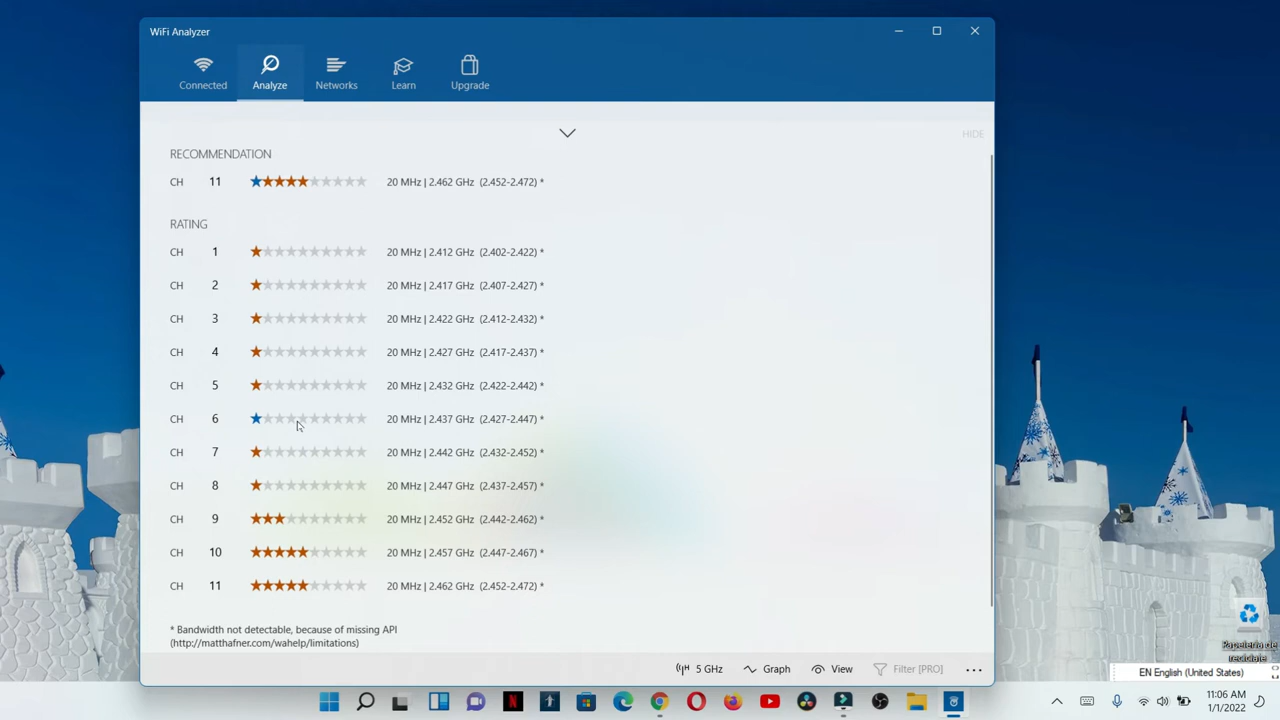 WiFi Analyzer
Connected
Analyze
Networks
Learn
Upgrade
HIDE
RECOMMENDATION
CH 11 20 MHz | 2.462 GHz (2.452-2.472) *
RATING
CH 1 20 MHz | 2.412 GHz (2.402-2.422) *
CH 2 20 MHz | 2.417 GHz (2.407-2.427) *
CH 3 20 MHz | 2.422 GHz (2.412-2.432) *
CH 4 20 MHz | 2.427 GHz (2.417-2.437) *
CH 5 20 MHz | 2.432 GHz (2.422-2.442) *
CH 6 20 MHz | 2.437 GHz (2.427-2.447) *
CH 7 20 MHz | 2.442 GHz (2.432-2.452) *
CH 8 20 MHz | 2.447 GHz (2.437-2.457) *
CH 9 20 MHz | 2.452 GHz (2.442-2.462) *
CH 10 20 MHz | 2.457 GHz (2.447-2.467) *
CH 11 20 MHz | 2.462 GHz (2.452-2.472) *
* Bandwidth not detectable, because of missing API
(http://matthafner.com/wahelp/limitations)
5 GHz
Graph
View
Filter [PRO]
Papelería de
reciclaje
EN English (United States)
11:06 AM
1/1/2022